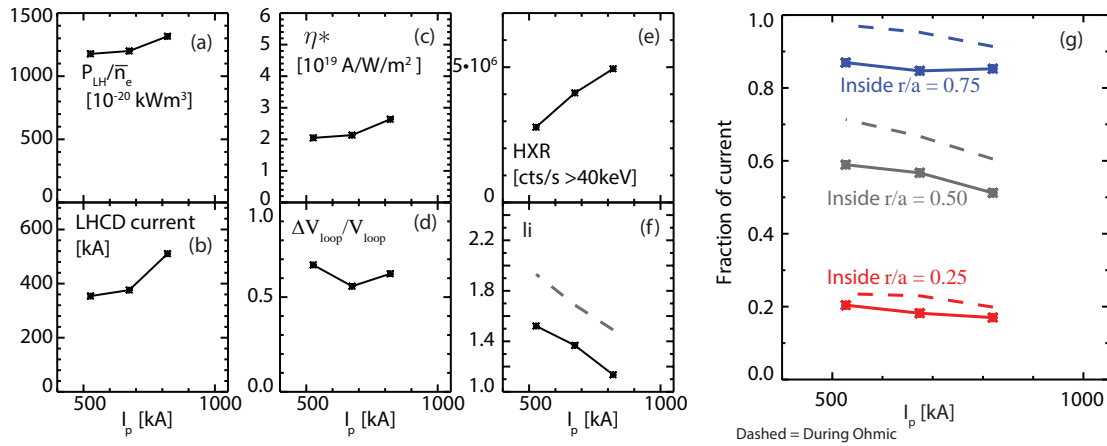 1500
1000
500
0
(a)
P_LH/n̅_e
[10^-20 kWm^3]
600
400
200
0
LHCD current
[kA]
(b)
500 1000
I_p [kA]
6
5
4
3
2
1
0
η*
(c)
[10^19 A/W/m^2 ]
1.0
0.5
0.0
(d)
ΔV_loop/V_loop
500 1000
I_p [kA]
5•10^6
0
(e)
HXR
[cts/s >40keV]
2.2
1.8
1.4
1.0
li
(f)
500 1000
I_p [kA]
Fraction of current
1.0
0.8
0.6
0.4
0.2
0.0
(g)
Inside r/a = 0.75
Inside r/a = 0.50
Inside r/a = 0.25
500 1000
I_p [kA]
Dashed = During Ohmic